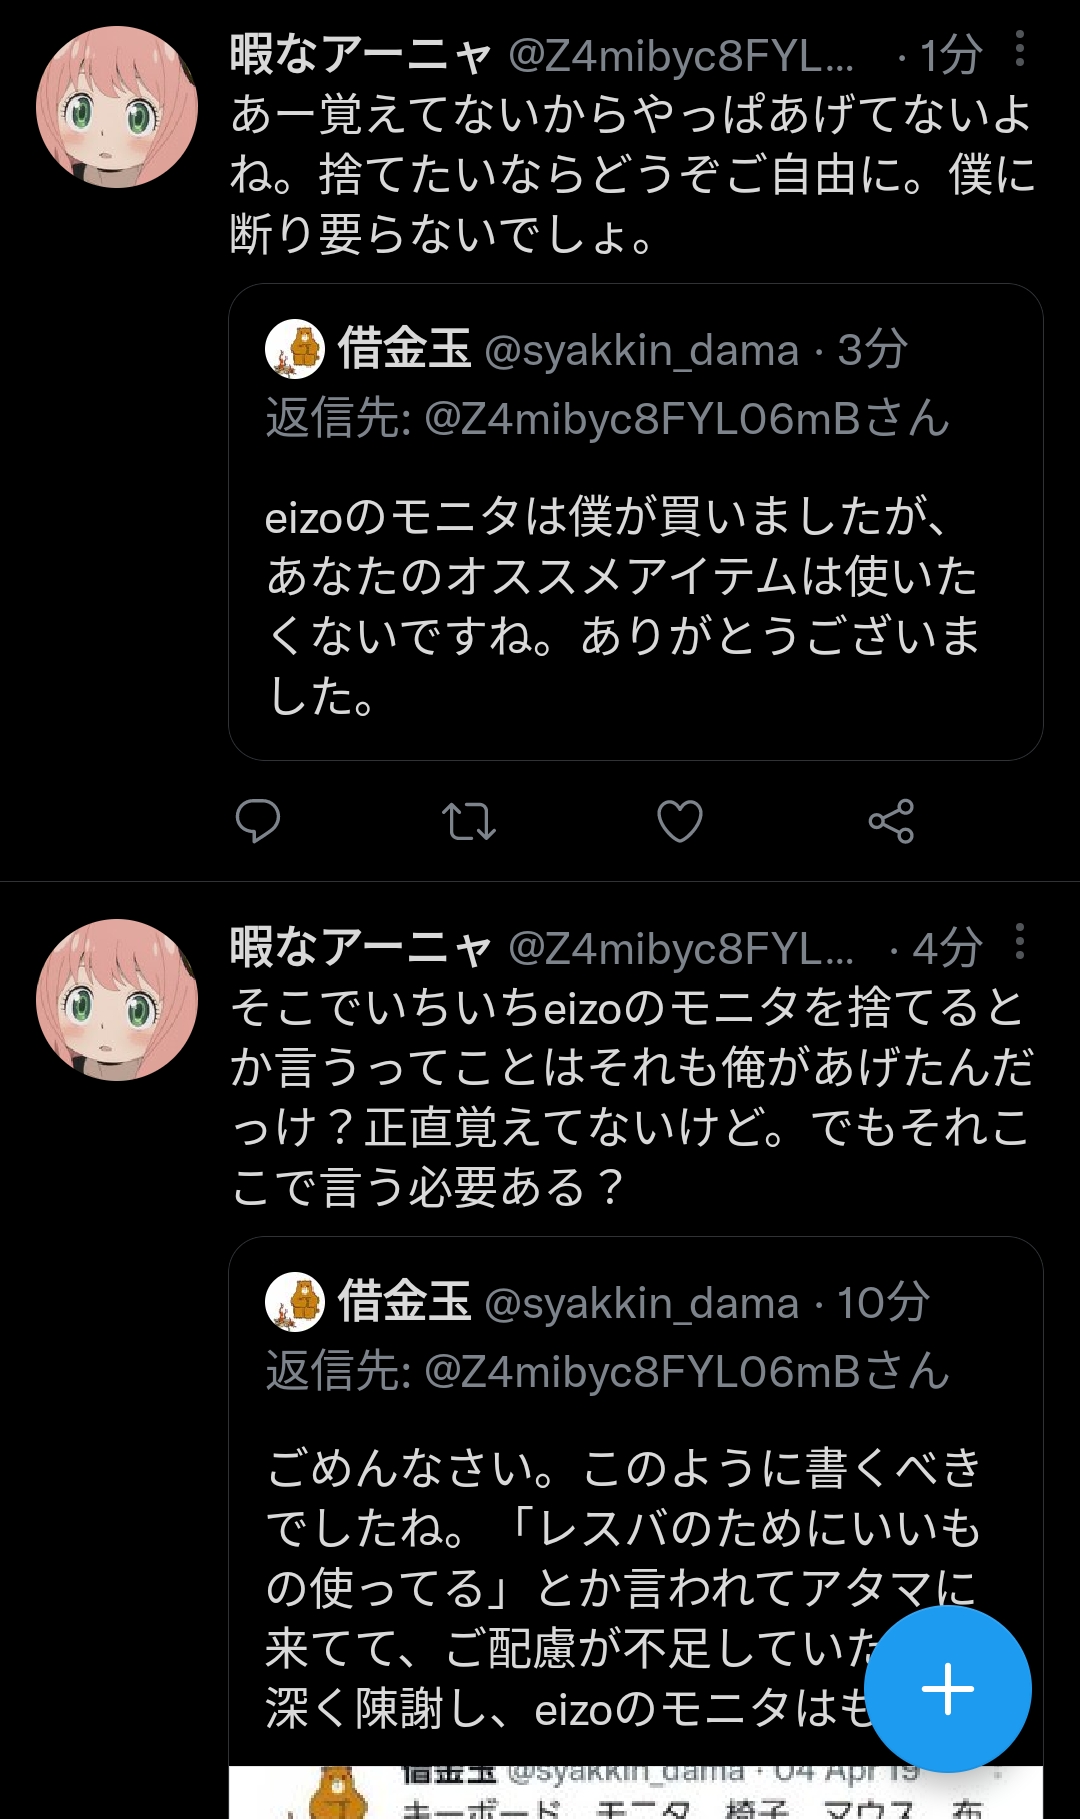 暇なアーニャ @Z4mibyc8FYL... · 1分
あー覚えてないからやっぱあげてないよ
ね。捨てたいならどうぞご自由に。僕に
断り要らないでしょ。
借金玉 @syakkin_dama · 3分
返信先: @Z4mibyc8FYL06mBさん
eizoのモニタは僕が買いましたが、
あなたのオススメアイテムは使いた
くないですね。ありがとうございま
した。
暇なアーニャ @Z4mibyc8FYL... · 4分
そこでいちいちeizoのモニタを捨てると
か言うってことはそれも俺があげたんだ
っけ？正直覚えてないけど。でもそれこ
こで言う必要ある？
借金玉 @syakkin_dama · 10分
返信先: @Z4mibyc8FYL06mBさん
ごめんなさい。このように書くべき
でしたね。「レスバのためにいいも
の使ってる」とか言われてアタマに
来てて、ご配慮が不足していた
深く陳謝し、eizoのモニタはも
借金玉 @syakkin_dama · 04 Apr 19
キーボード、モニタ、椅子、マウス、布